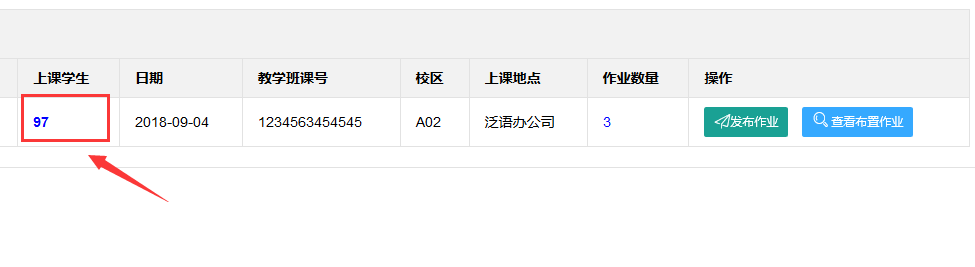 上课学生 日期 教学班课号 校区 上课地点 作业数量 操作
97 2018-09-04 1234563454545 A02 泛语办公司 3 发布作业 查看布置作业